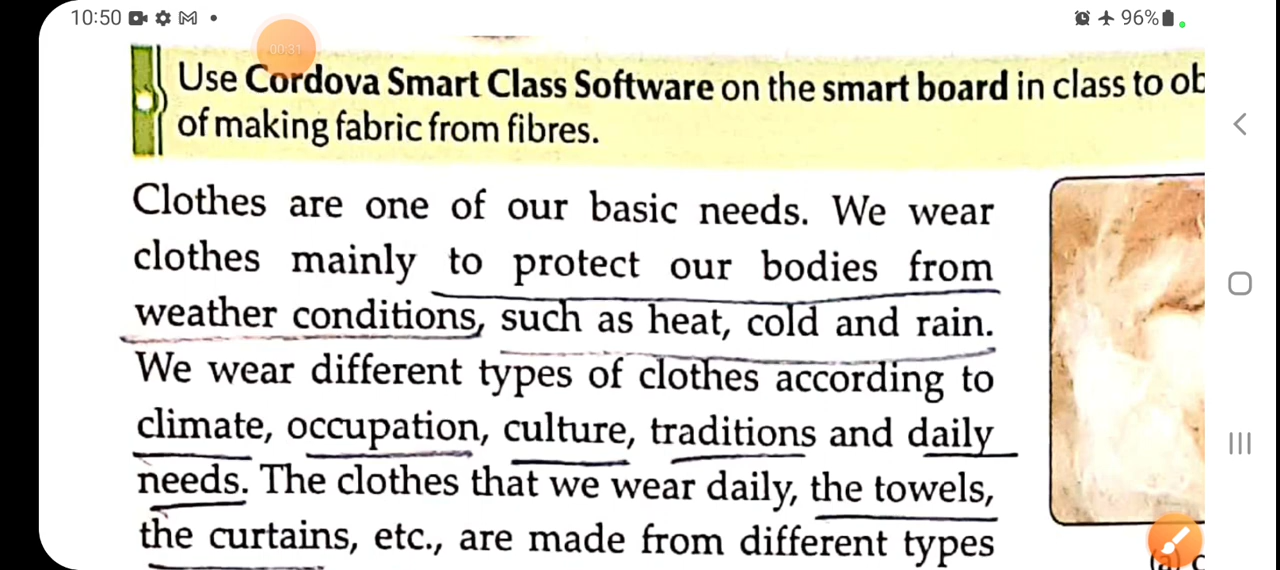 10:50
96%
00:31
Use Cordova Smart Class Software on the smart board in class to ob
of making fabric from fibres.
Clothes are one of our basic needs. We wear
clothes mainly to protect our bodies from
weather conditions, such as heat, cold and rain.
We wear different types of clothes according to
climate, occupation, culture, traditions and daily
needs. The clothes that we wear daily, the towels,
the curtains, etc., are made from different types